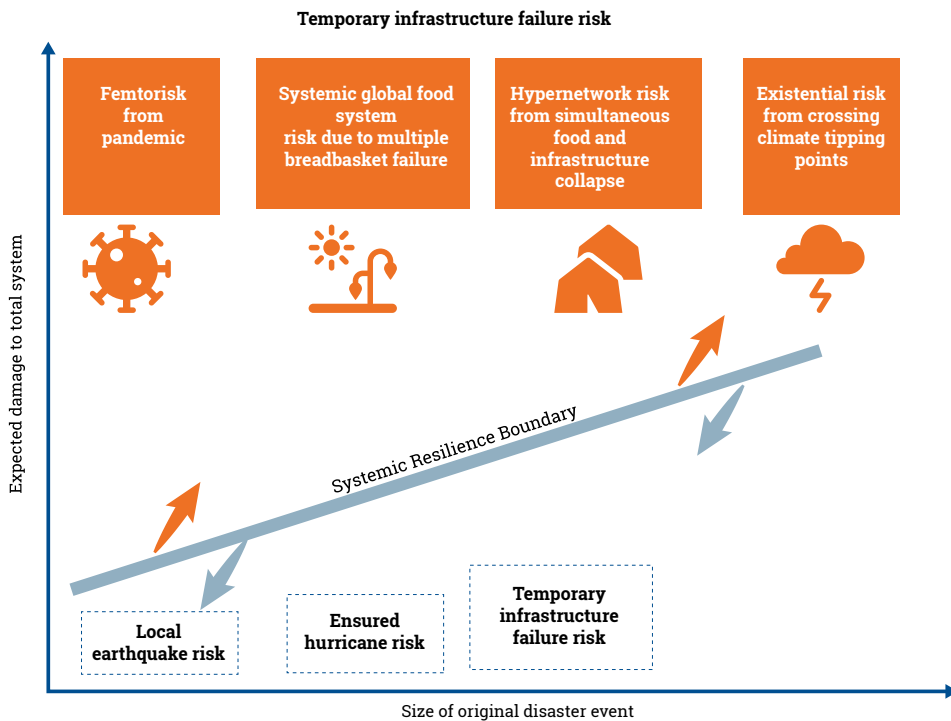 Temporary infrastructure failure risk
Femtorisk
from
pandemic
Systemic global food
system
risk due to multiple
breadbasket failure
Hypernetwork risk
from simultaneous
food and
infrastructure
collapse
Existential risk
from crossing
climate tipping
points
Expected damage to total system
Systemic Resilience Boundary
Local
earthquake risk
Ensured
hurricane risk
Temporary
infrastructure
failure risk
Size of original disaster event